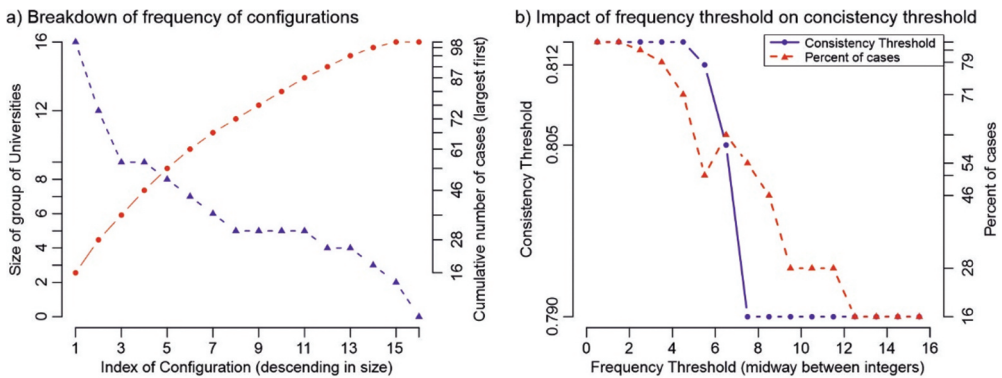 a) Breakdown of frequency of configurations
Size of group of Universities
16
12
8
6
4
2
0
98
87
72
61
46
28
16
Cumulative number of cases (largest first)
1 3 5 7 9 11 13 15
Index of Configuration (descending in size)
b) Impact of frequency threshold on concistency threshold
Consistency Threshold
Percent of cases
Consistency Threshold
0.812
0.805
0.790
79
71
54
46
28
16
Percent of cases
0 2 4 6 8 10 12 14 16
Frequency Threshold (midway between integers)